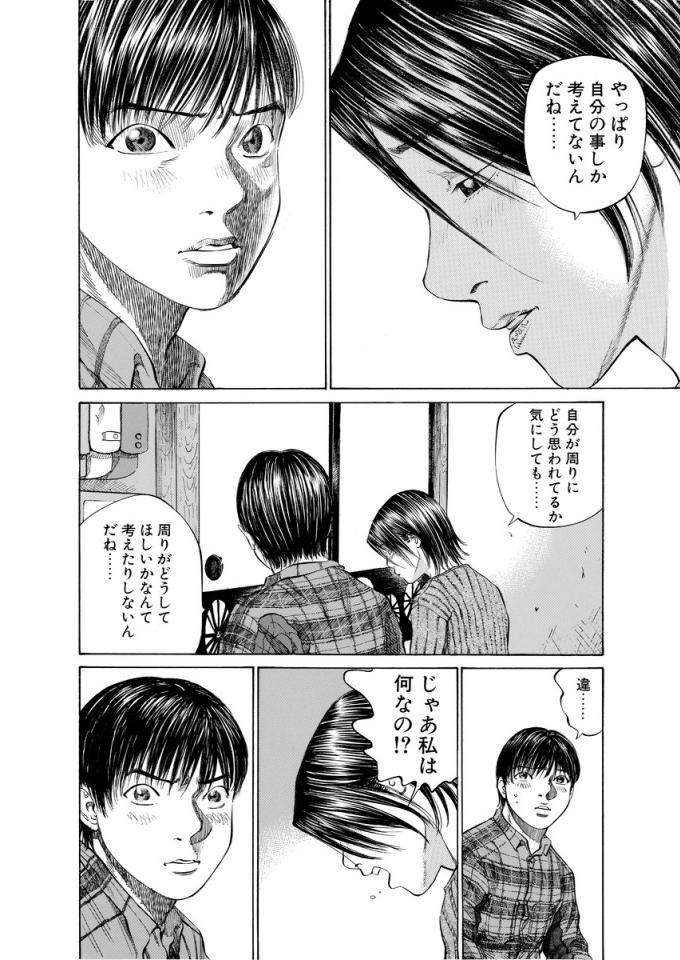 やっぱり
自分の事しか
考えてないん
だね……
自分が周りに
どう思われてるか
気にしても……
周りがどうして
ほしいかなんて
考えたりしないん
だね……
違……
じゃあ私は
何なの!?